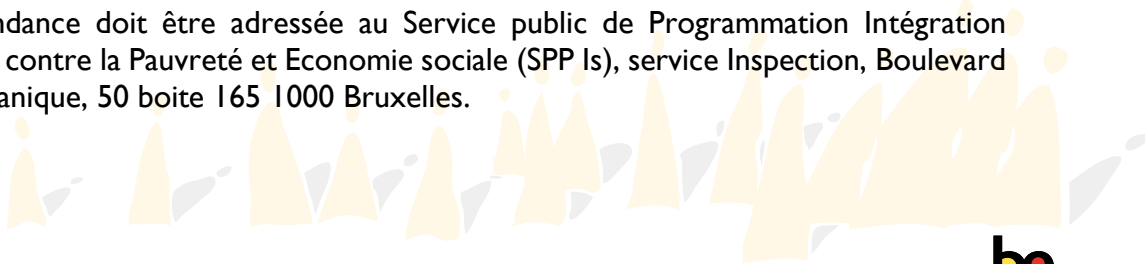 ndance doit être adressée au Service public de Programmation Intégration
contre la Pauvreté et Economie sociale (SPP Is), service Inspection, Boulevard
anique, 50 boite 165 1000 Bruxelles.
be